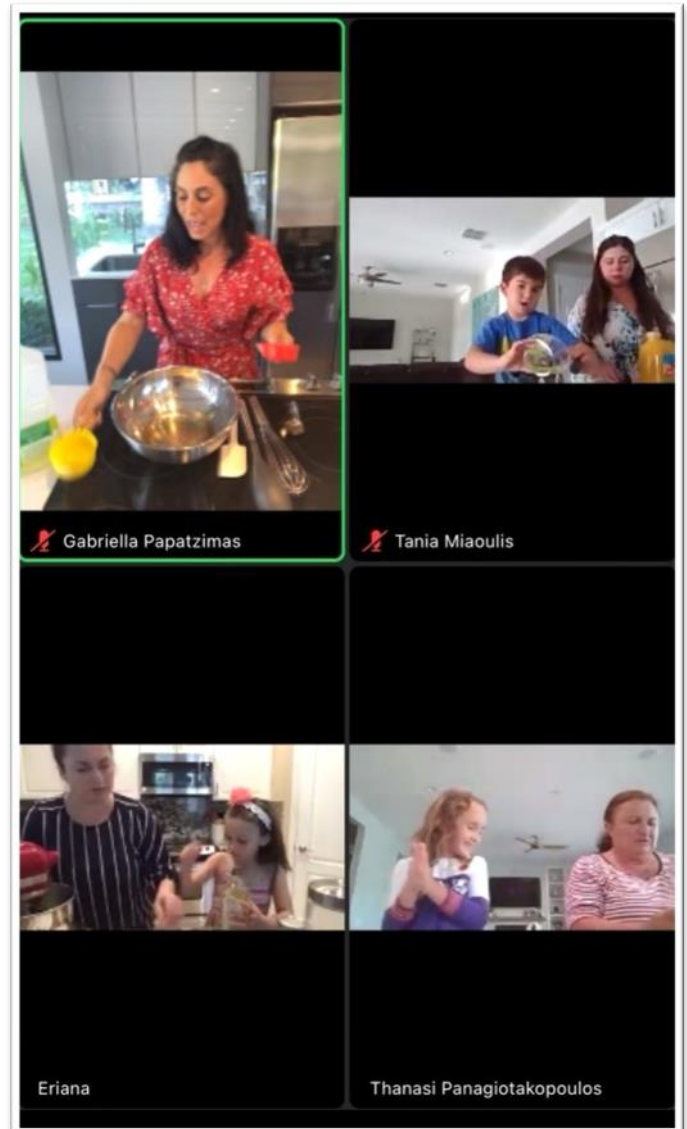 Gabriella Papatzimas
Tania Miaoulis
Eriana
Thanasi Panagiotakopoulos